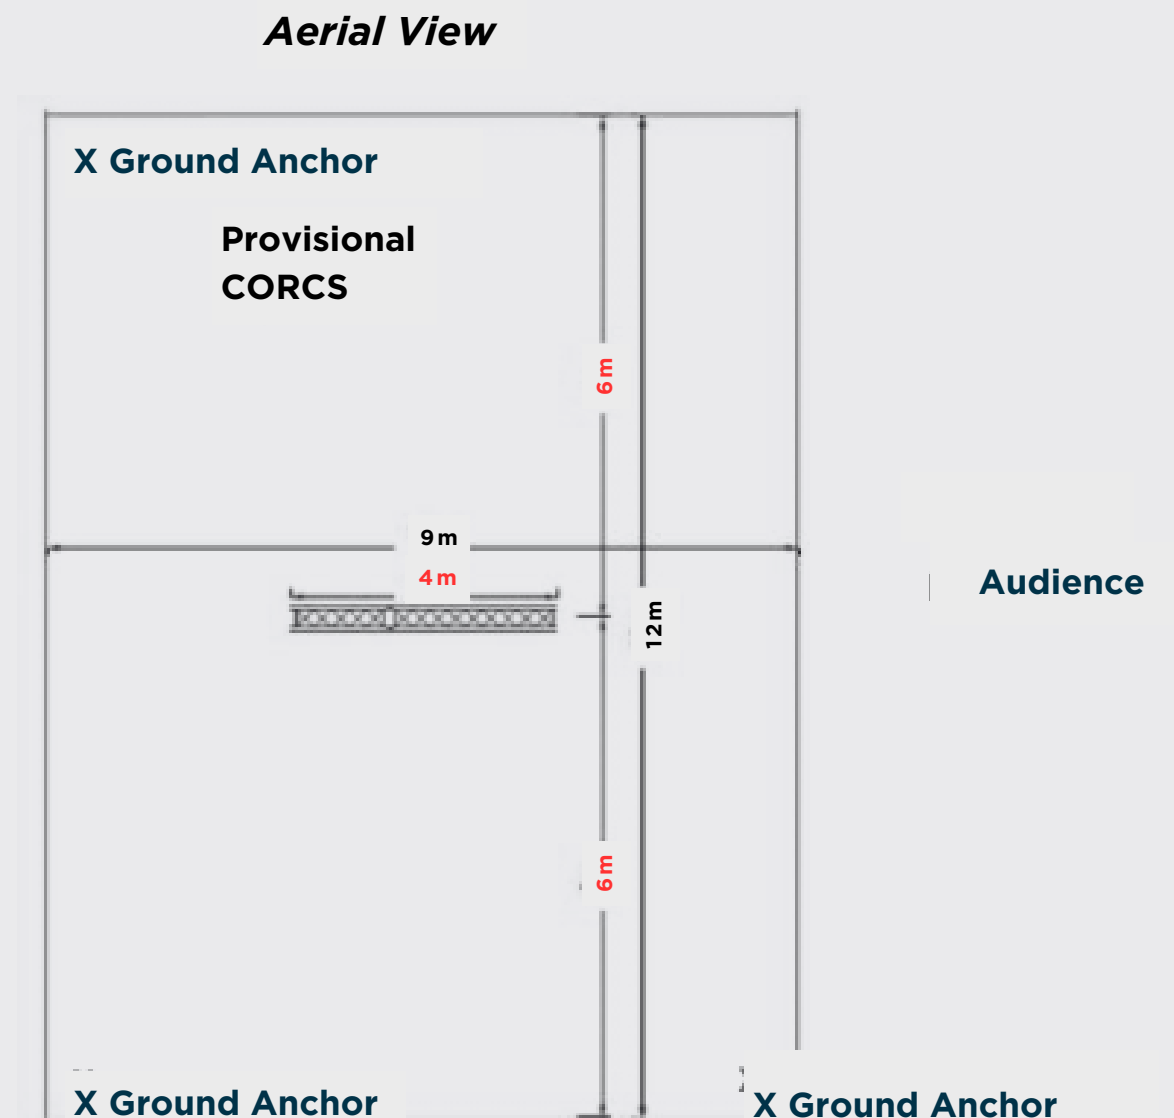 Aerial View
X Ground Anchor
Provisional
CORCS
6m
9m
4m
12m
Audience
6m
X Ground Anchor
X Ground Anchor